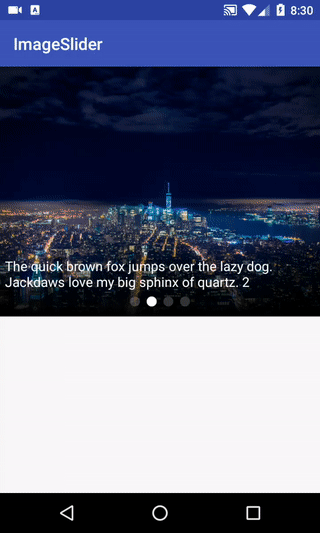 8:30
ImageSlider
The quick brown fox jumps over the lazy dog.
Jackdaws love my big sphinx of quartz. 2